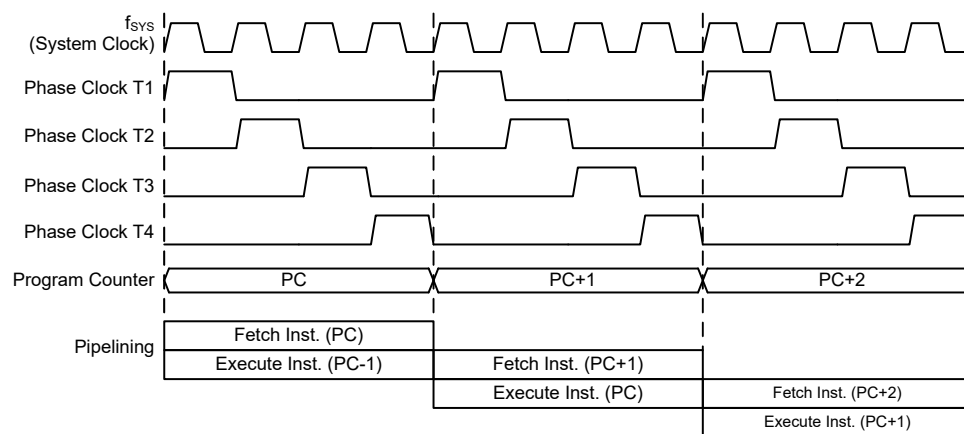 fSYS
(System Clock)
Phase Clock T1
Phase Clock T2
Phase Clock T3
Phase Clock T4
Program Counter PC PC+1 PC+2
Pipelining
Fetch Inst. (PC)
Execute Inst. (PC-1) Fetch Inst. (PC+1)
Execute Inst. (PC) Fetch Inst. (PC+2)
Execute Inst. (PC+1)